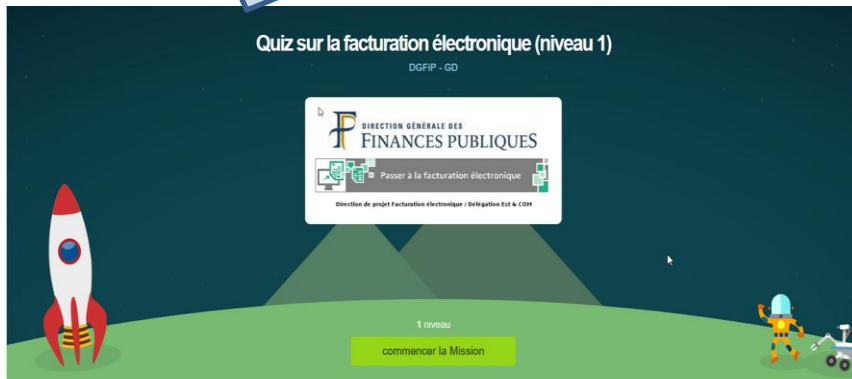 Quiz sur la facturation électronique (niveau 1)
DGFiP - GD
DIRECTION GÉNÉRALE DES
FINANCES PUBLIQUES
Passer à la facturation électronique
Direction de projet Facturation électronique / Délégation Est & COM
1 niveau
commencer la Mission